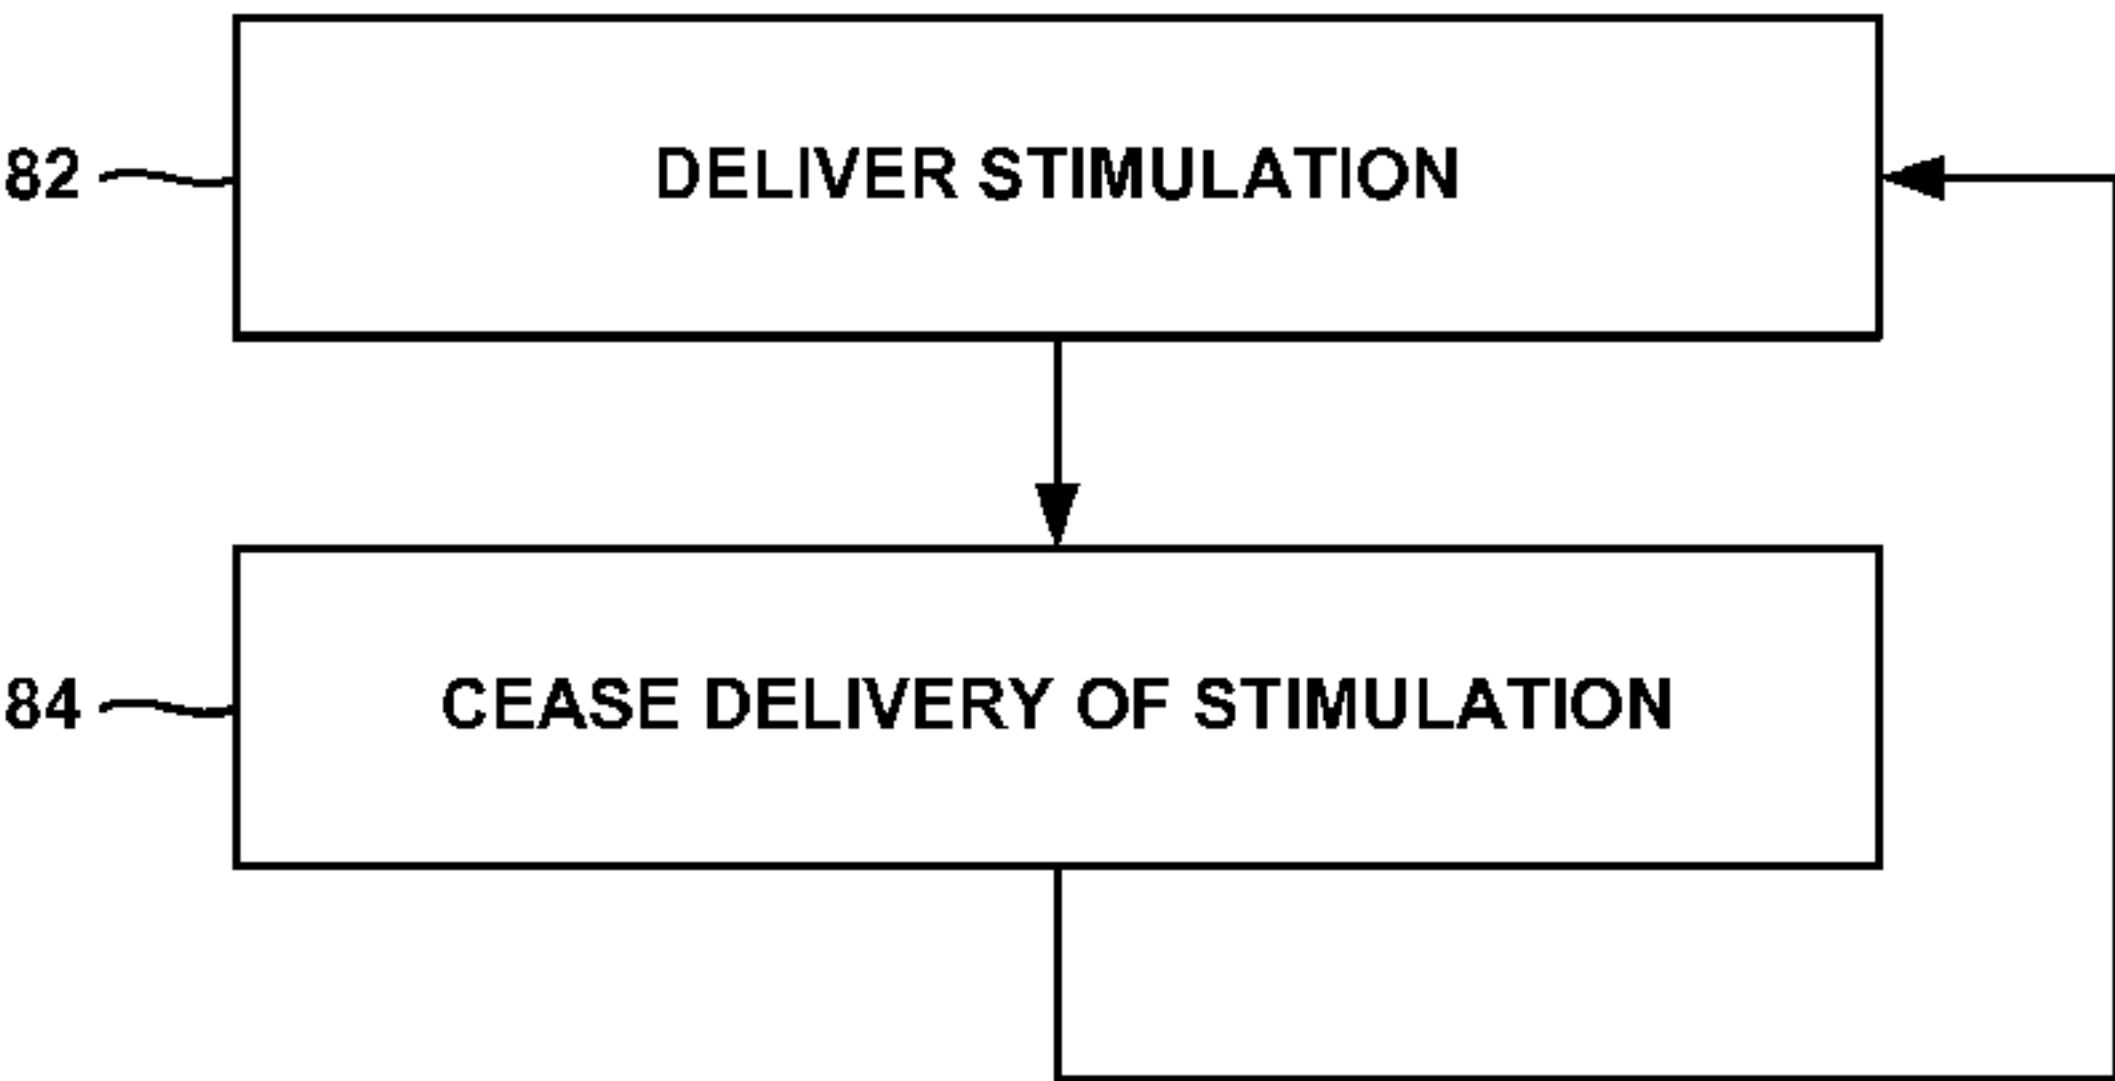 82
DELIVER STIMULATION
84
CEASE DELIVERY OF STIMULATION